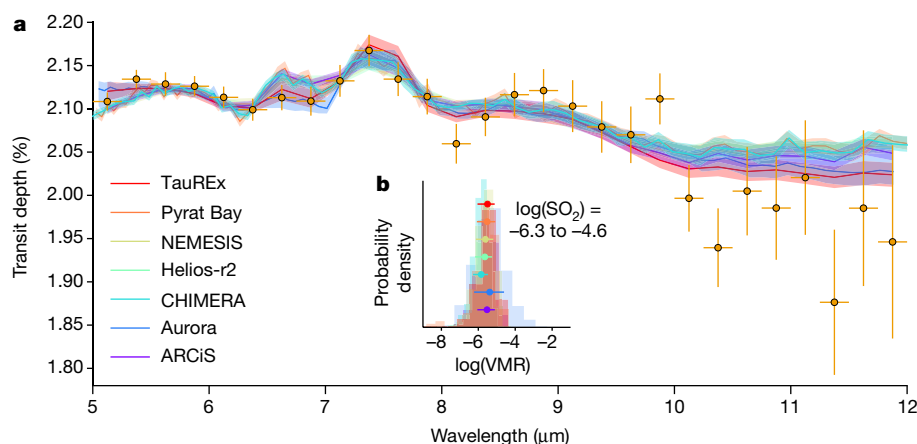 a
2.20
2.15
2.10
2.05
2.00
1.95
1.90
1.85
1.80
Transit depth (%)
TauREx
Pyrat Bay
NEMESIS
Helios-r2
CHIMERA
Aurora
ARCiS
b
Probability
density
log(SO₂) =
−6.3 to −4.6
−8 −6 −4 −2
log(VMR)
5 6 7 8 9 10 11 12
Wavelength (μm)